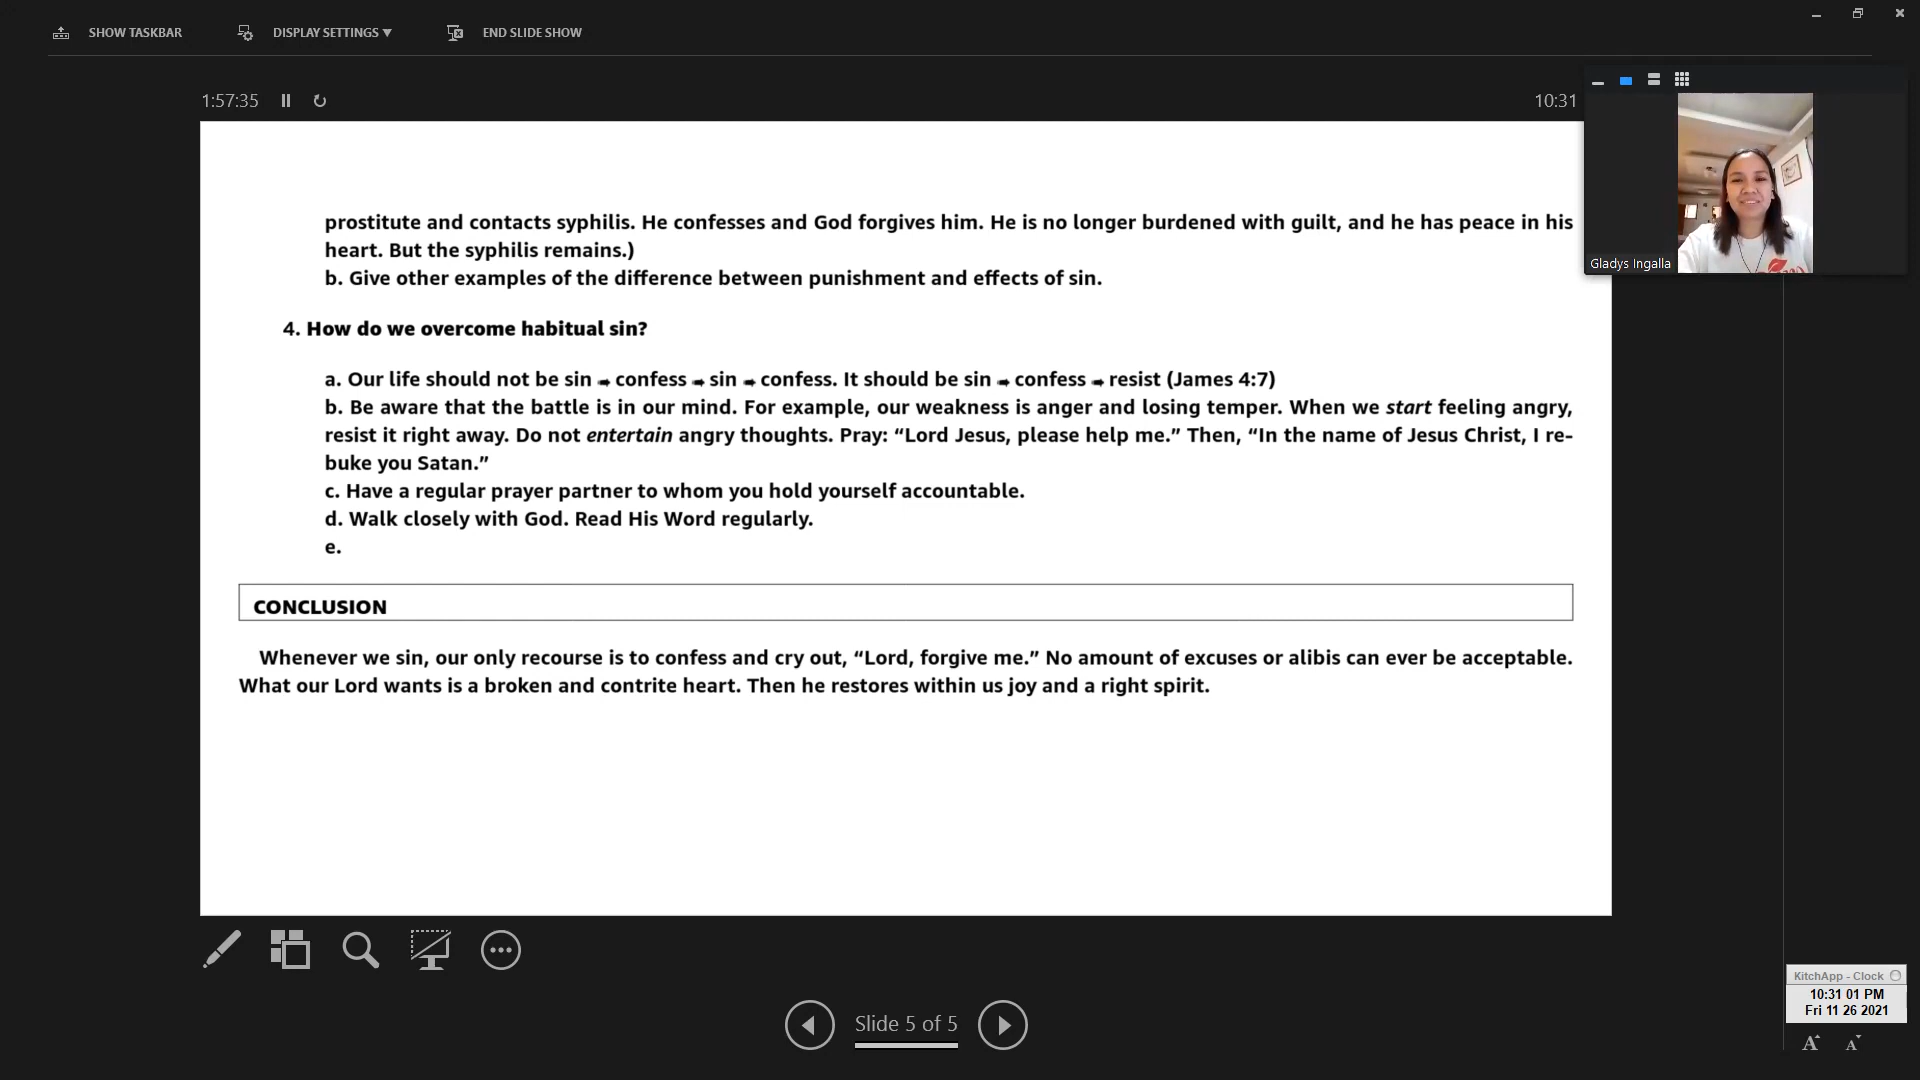 SHOW TASKBAR
DISPLAY SETTINGS ▼
END SLIDE SHOW
1:57:35
10:31
Gladys Ingalla
prostitute and contacts syphilis. He confesses and God forgives him. He is no longer burdened with guilt, and he has peace in his
heart. But the syphilis remains.)
b. Give other examples of the difference between punishment and effects of sin.
4. How do we overcome habitual sin?
a. Our life should not be sin ➡ confess ➡ sin ➡ confess. It should be sin ➡ confess ➡ resist (James 4:7)
b. Be aware that the battle is in our mind. For example, our weakness is anger and losing temper. When we start feeling angry,
resist it right away. Do not entertain angry thoughts. Pray: “Lord Jesus, please help me.” Then, “In the name of Jesus Christ, I re-
buke you Satan.”
c. Have a regular prayer partner to whom you hold yourself accountable.
d. Walk closely with God. Read His Word regularly.
e.
CONCLUSION
Whenever we sin, our only recourse is to confess and cry out, “Lord, forgive me.” No amount of excuses or alibis can ever be acceptable.
What our Lord wants is a broken and contrite heart. Then he restores within us joy and a right spirit.
Slide 5 of 5
KitchApp - Clock
10:31 01 PM
Fri 11 26 2021
A A